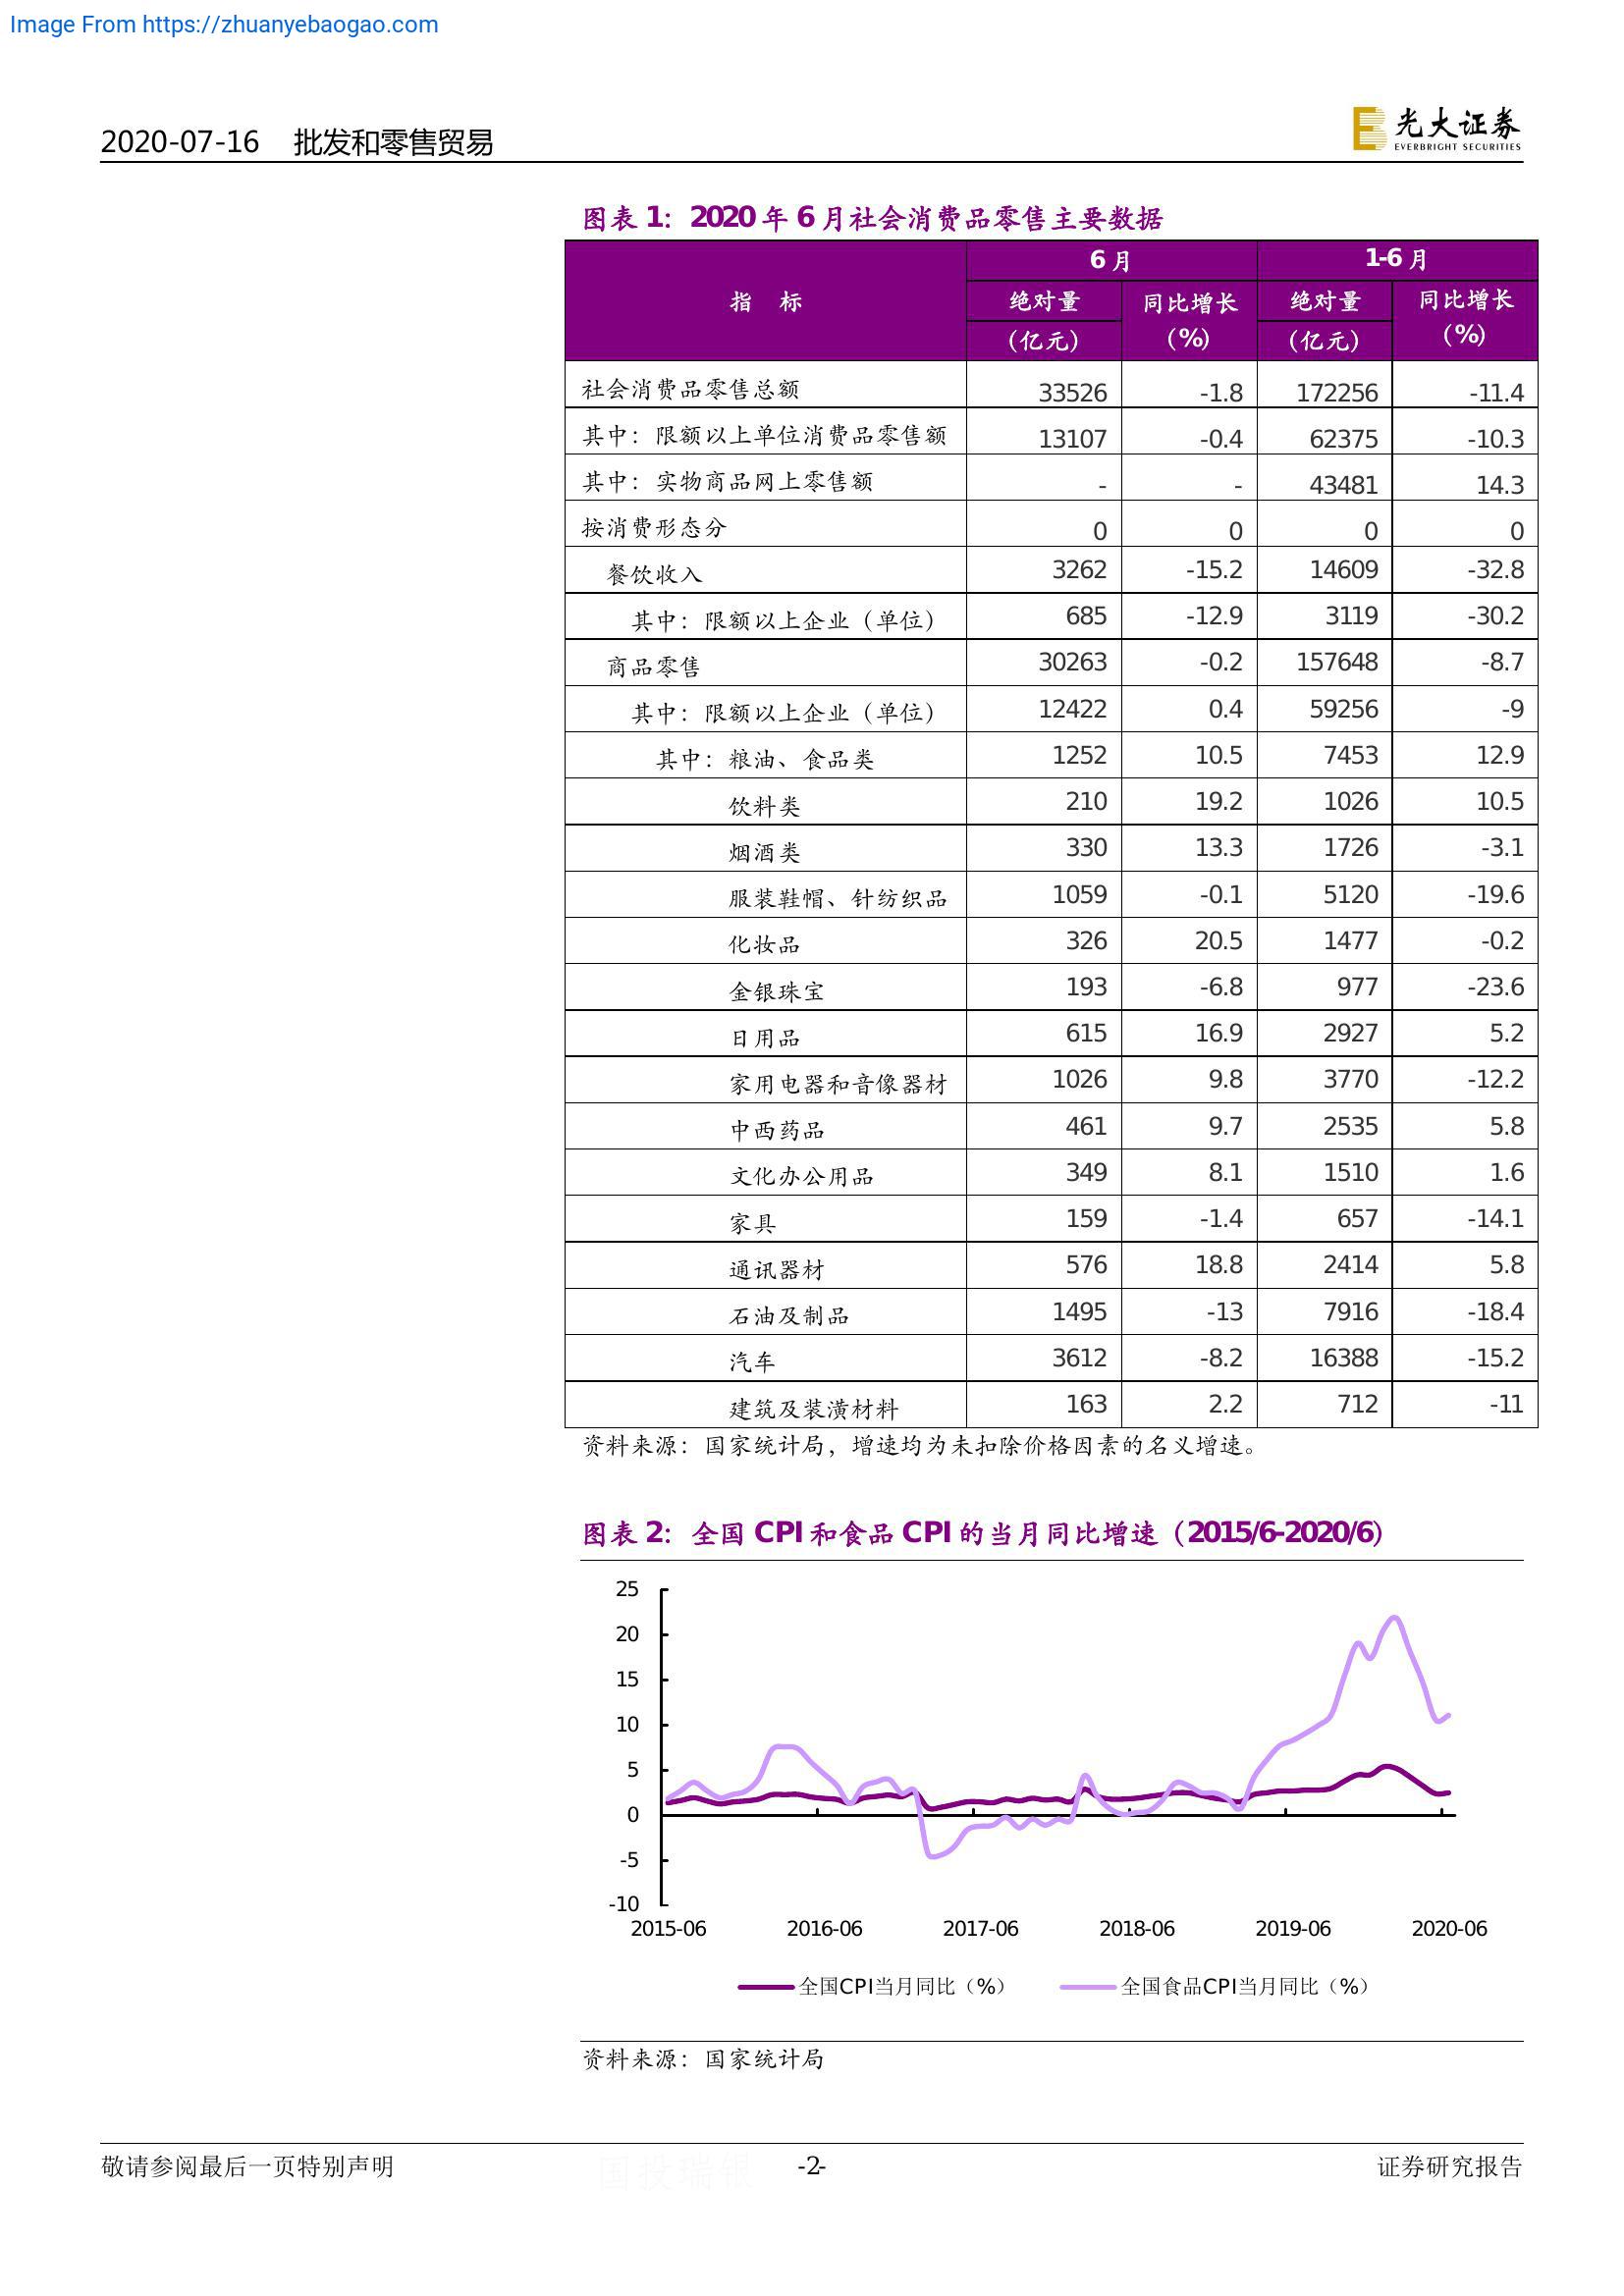 Image From https://zhuanyebaogao.com
2020-07-16 批发和零售贸易
光大证券
EVERBRIGHT SECURITIES
图表 1：2020 年 6 月社会消费品零售主要数据
指 标 6 月 1-6 月
绝对量 同比增长 绝对量 同比增长
（亿元） （%） （亿元） （%）
社会消费品零售总额 33526 -1.8 172256 -11.4
其中：限额以上单位消费品零售额 13107 -0.4 62375 -10.3
其中：实物商品网上零售额 - - 43481 14.3
按消费形态分 0 0 0 0
餐饮收入 3262 -15.2 14609 -32.8
其中：限额以上企业（单位） 685 -12.9 3119 -30.2
商品零售 30263 -0.2 157648 -8.7
其中：限额以上企业（单位） 12422 0.4 59256 -9
其中：粮油、食品类 1252 10.5 7453 12.9
饮料类 210 19.2 1026 10.5
烟酒类 330 13.3 1726 -3.1
服装鞋帽、针纺织品 1059 -0.1 5120 -19.6
化妆品 326 20.5 1477 -0.2
金银珠宝 193 -6.8 977 -23.6
日用品 615 16.9 2927 5.2
家用电器和音像器材 1026 9.8 3770 -12.2
中西药品 461 9.7 2535 5.8
文化办公用品 349 8.1 1510 1.6
家具 159 -1.4 657 -14.1
通讯器材 576 18.8 2414 5.8
石油及制品 1495 -13 7916 -18.4
汽车 3612 -8.2 16388 -15.2
建筑及装潢材料 163 2.2 712 -11
资料来源：国家统计局，增速均为未扣除价格因素的名义增速。
图表 2：全国 CPI 和食品 CPI 的当月同比增速（2015/6-2020/6）
25
20
15
10
5
0
-5
-10
2015-06 2016-06 2017-06 2018-06 2019-06 2020-06
全国CPI当月同比（%） 全国食品CPI当月同比（%）
资料来源：国家统计局
敬请参阅最后一页特别声明 国投瑞银 -2- 证券研究报告